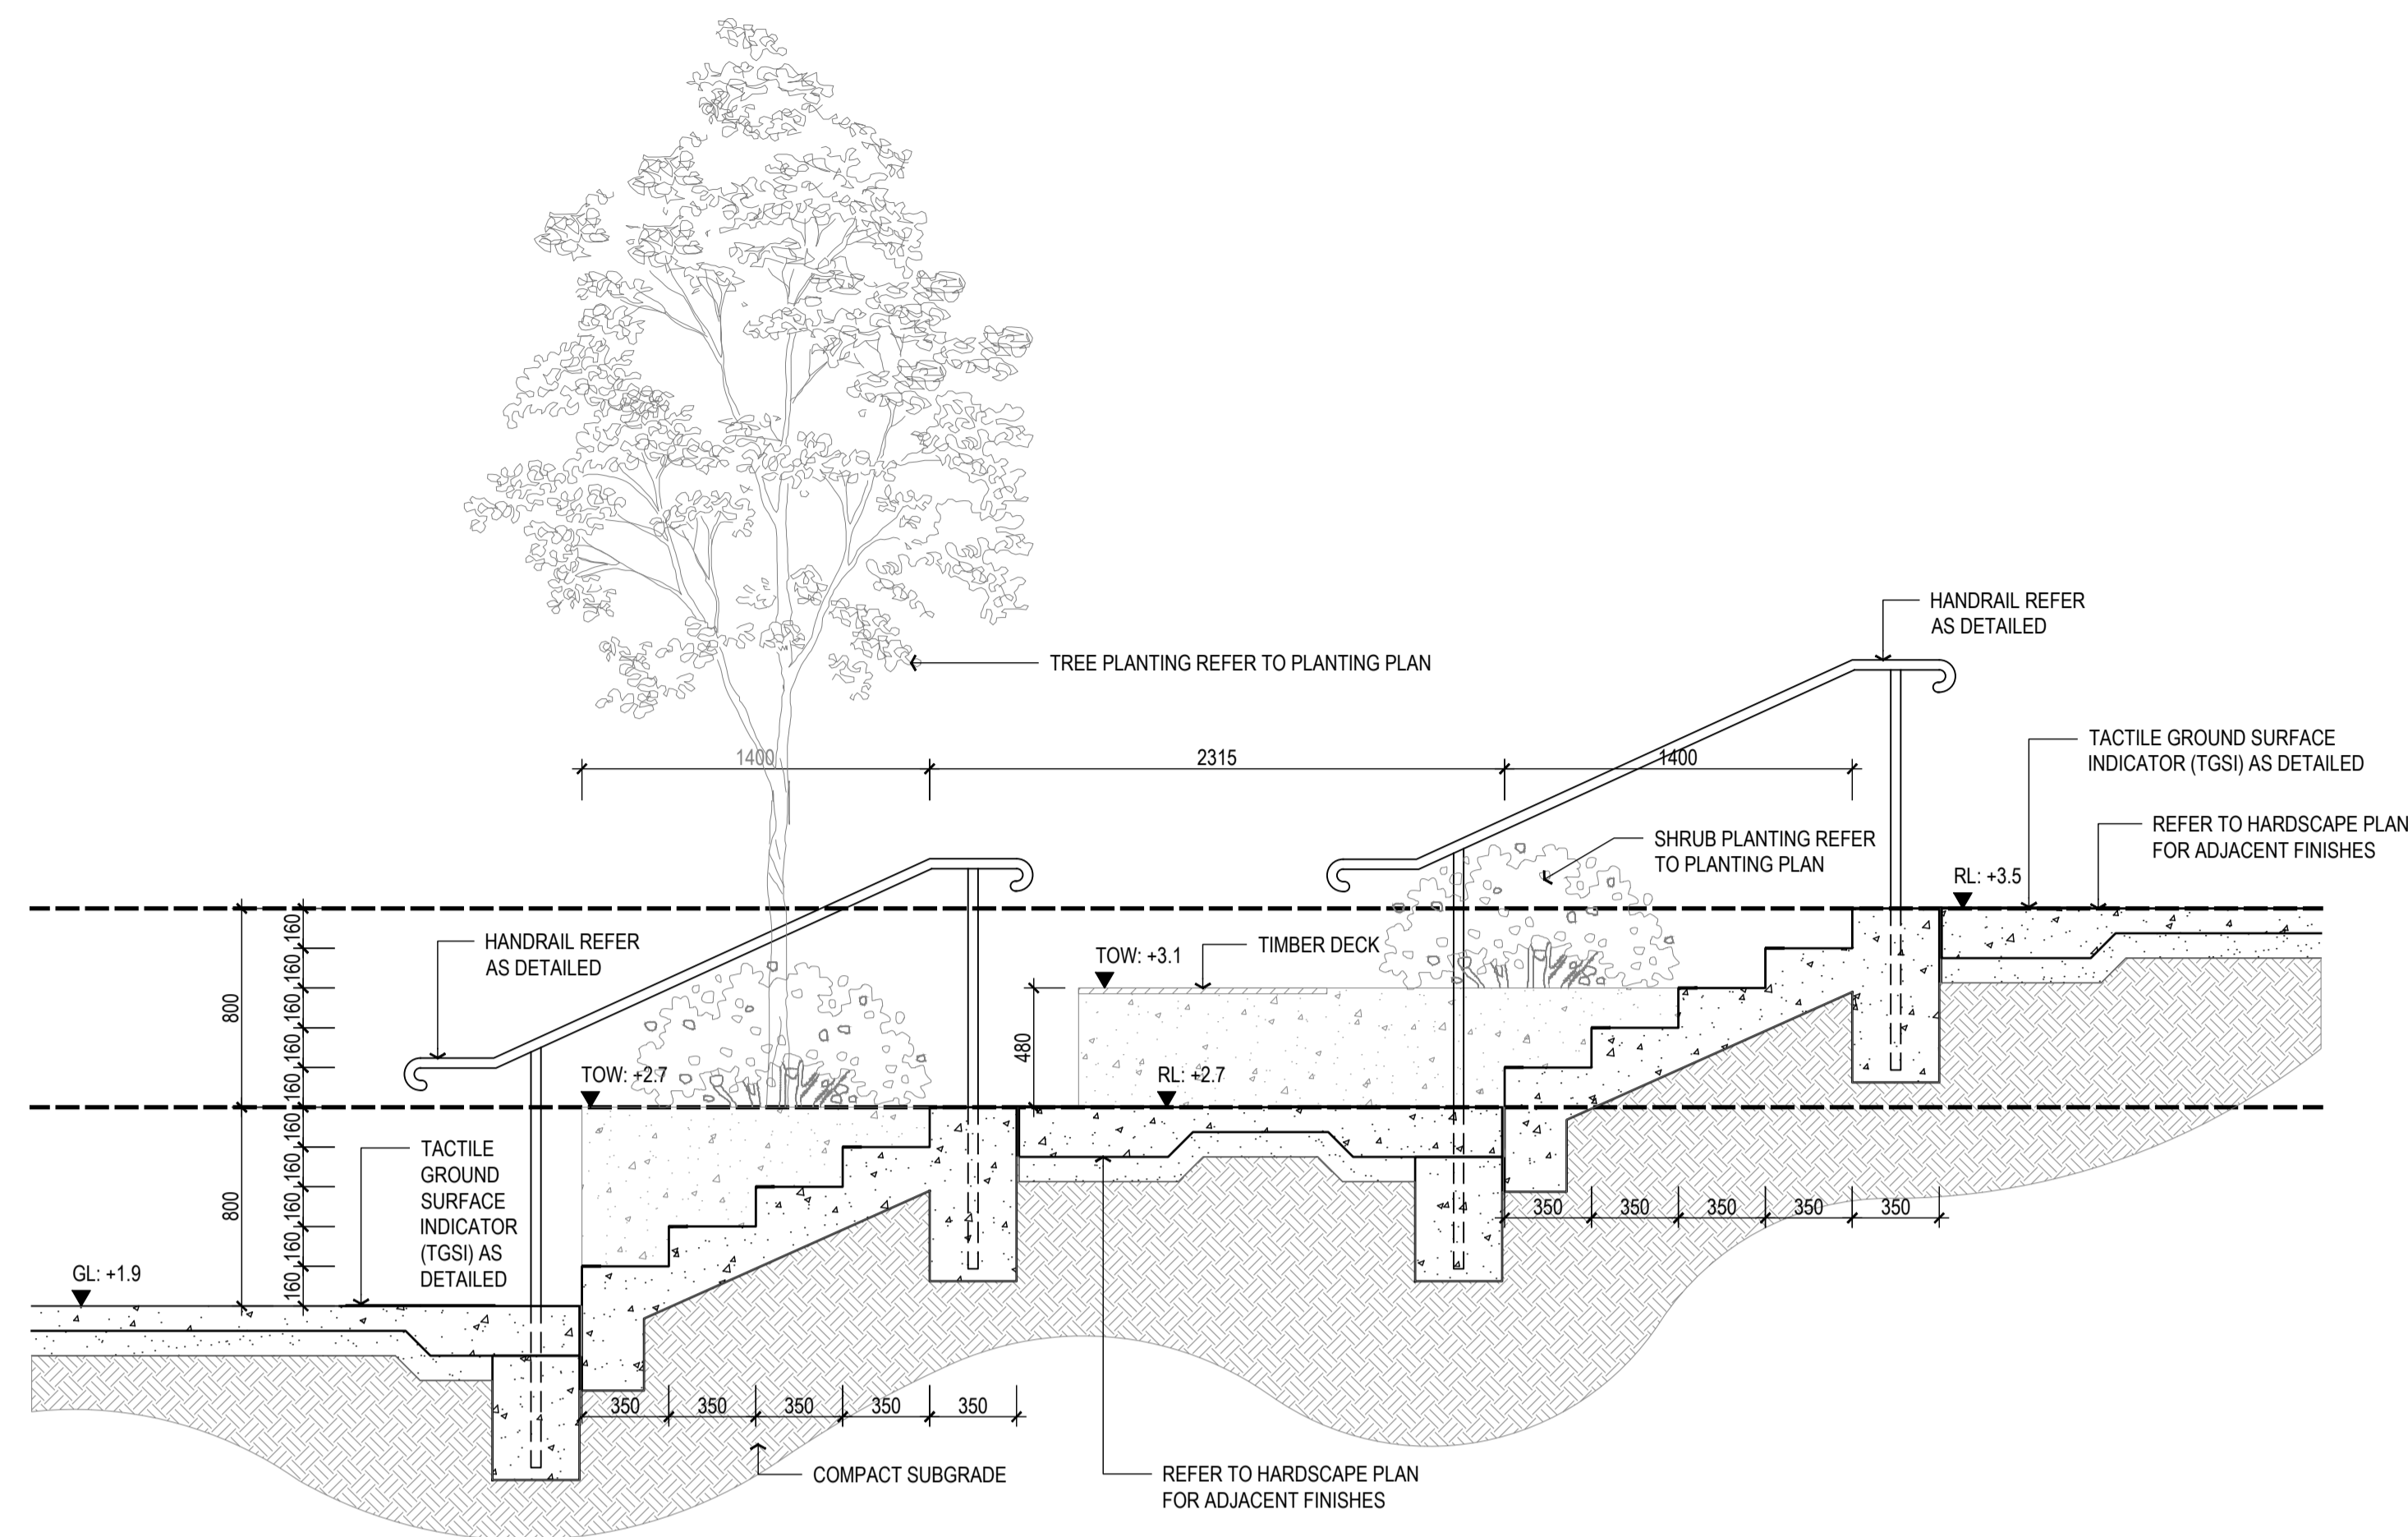 HANDRAIL REFER
AS DETAILED
TREE PLANTING REFER TO PLANTING PLAN
TACTILE GROUND SURFACE
INDICATOR (TGSI) AS DETAILED
1400
2315
1400
REFER TO HARDSCAPE PLAN
FOR ADJACENT FINISHES
SHRUB PLANTING REFER
TO PLANTING PLAN
RL: +3.5
HANDRAIL REFER
AS DETAILED
TIMBER DECK
TOW: +3.1
800
160
160
160
160
160
480
TOW: +2.7
RL: +2.7
800
160
160
160
160
160
TACTILE
GROUND
SURFACE
INDICATOR
(TGSI) AS
DETAILED
350
350
350
350
350
GL: +1.9
350
350
350
350
350
COMPACT SUBGRADE
REFER TO HARDSCAPE PLAN
FOR ADJACENT FINISHES